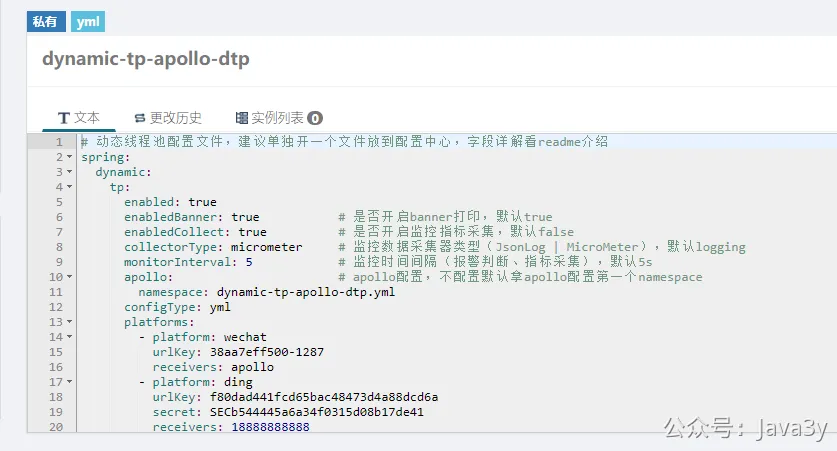 私有 yml
dynamic-tp-apollo-dtp
文本 更改历史 实例列表 0
1 # 动态线程池配置文件，建议单独开一个文件放到配置中心，字段详解看readme介绍
2 spring:
3 dynamic:
4 tp:
5 enabled: true
6 enabledBanner: true # 是否开启banner打印，默认true
7 enabledCollect: true # 是否开启监控指标采集，默认false
8 collectorType: micrometer # 监控数据采集器类型（JsonLog | MicroMeter），默认logging
9 monitorInterval: 5 # 监控时间间隔（报警判断、指标采集），默认5s
10 apollo: # apollo配置，不配置默认拿apollo配置第一个namespace
11 namespace: dynamic-tp-apollo-dtp.yml
12 configType: yml
13 platforms:
14 - platform: wechat
15 urlKey: 38aa7eff500-1287
16 receivers: apollo
17 - platform: ding
18 urlKey: f80dad441fcd65bac48473d4a88dcd6a
19 secret: SECb544445a6a34f0315d08b17de41
20 receivers: 18888888888
公众号：Java3y